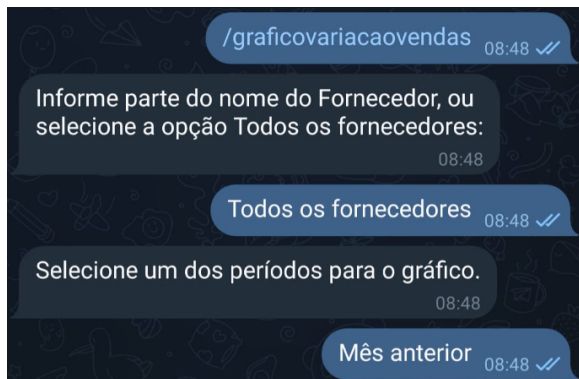 /graficovariacaovendas 08:48
Informe parte do nome do Fornecedor, ou
selecione a opção Todos os fornecedores:
08:48
Todos os fornecedores 08:48
Selecione um dos períodos para o gráfico.
08:48
Mês anterior 08:48